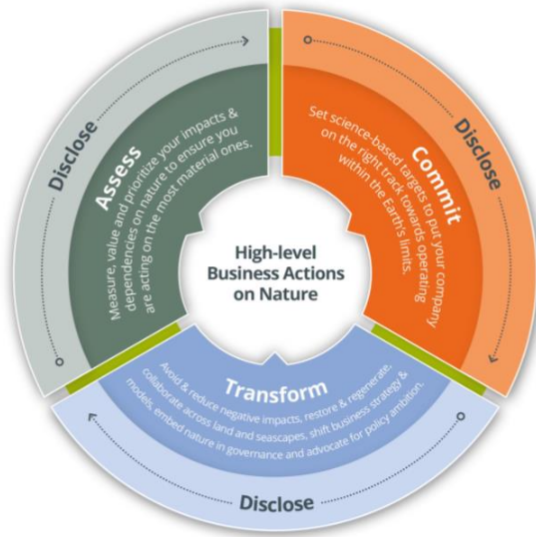 High-level
Business Actions
on Nature
Disclose
Assess
Measure, value and prioritize your impacts &
dependencies on nature to ensure you
are acting on the most material ones.
Disclose
Commit
Set science-based targets to put your company
on the right track towards operating
within the Earth's limits.
Transform
Avoid & reduce negative impacts, restore & regenerate,
collaborate across land and seascapes, shift business strategy &
models, embed nature in governance and advocate for policy ambition.
Disclose